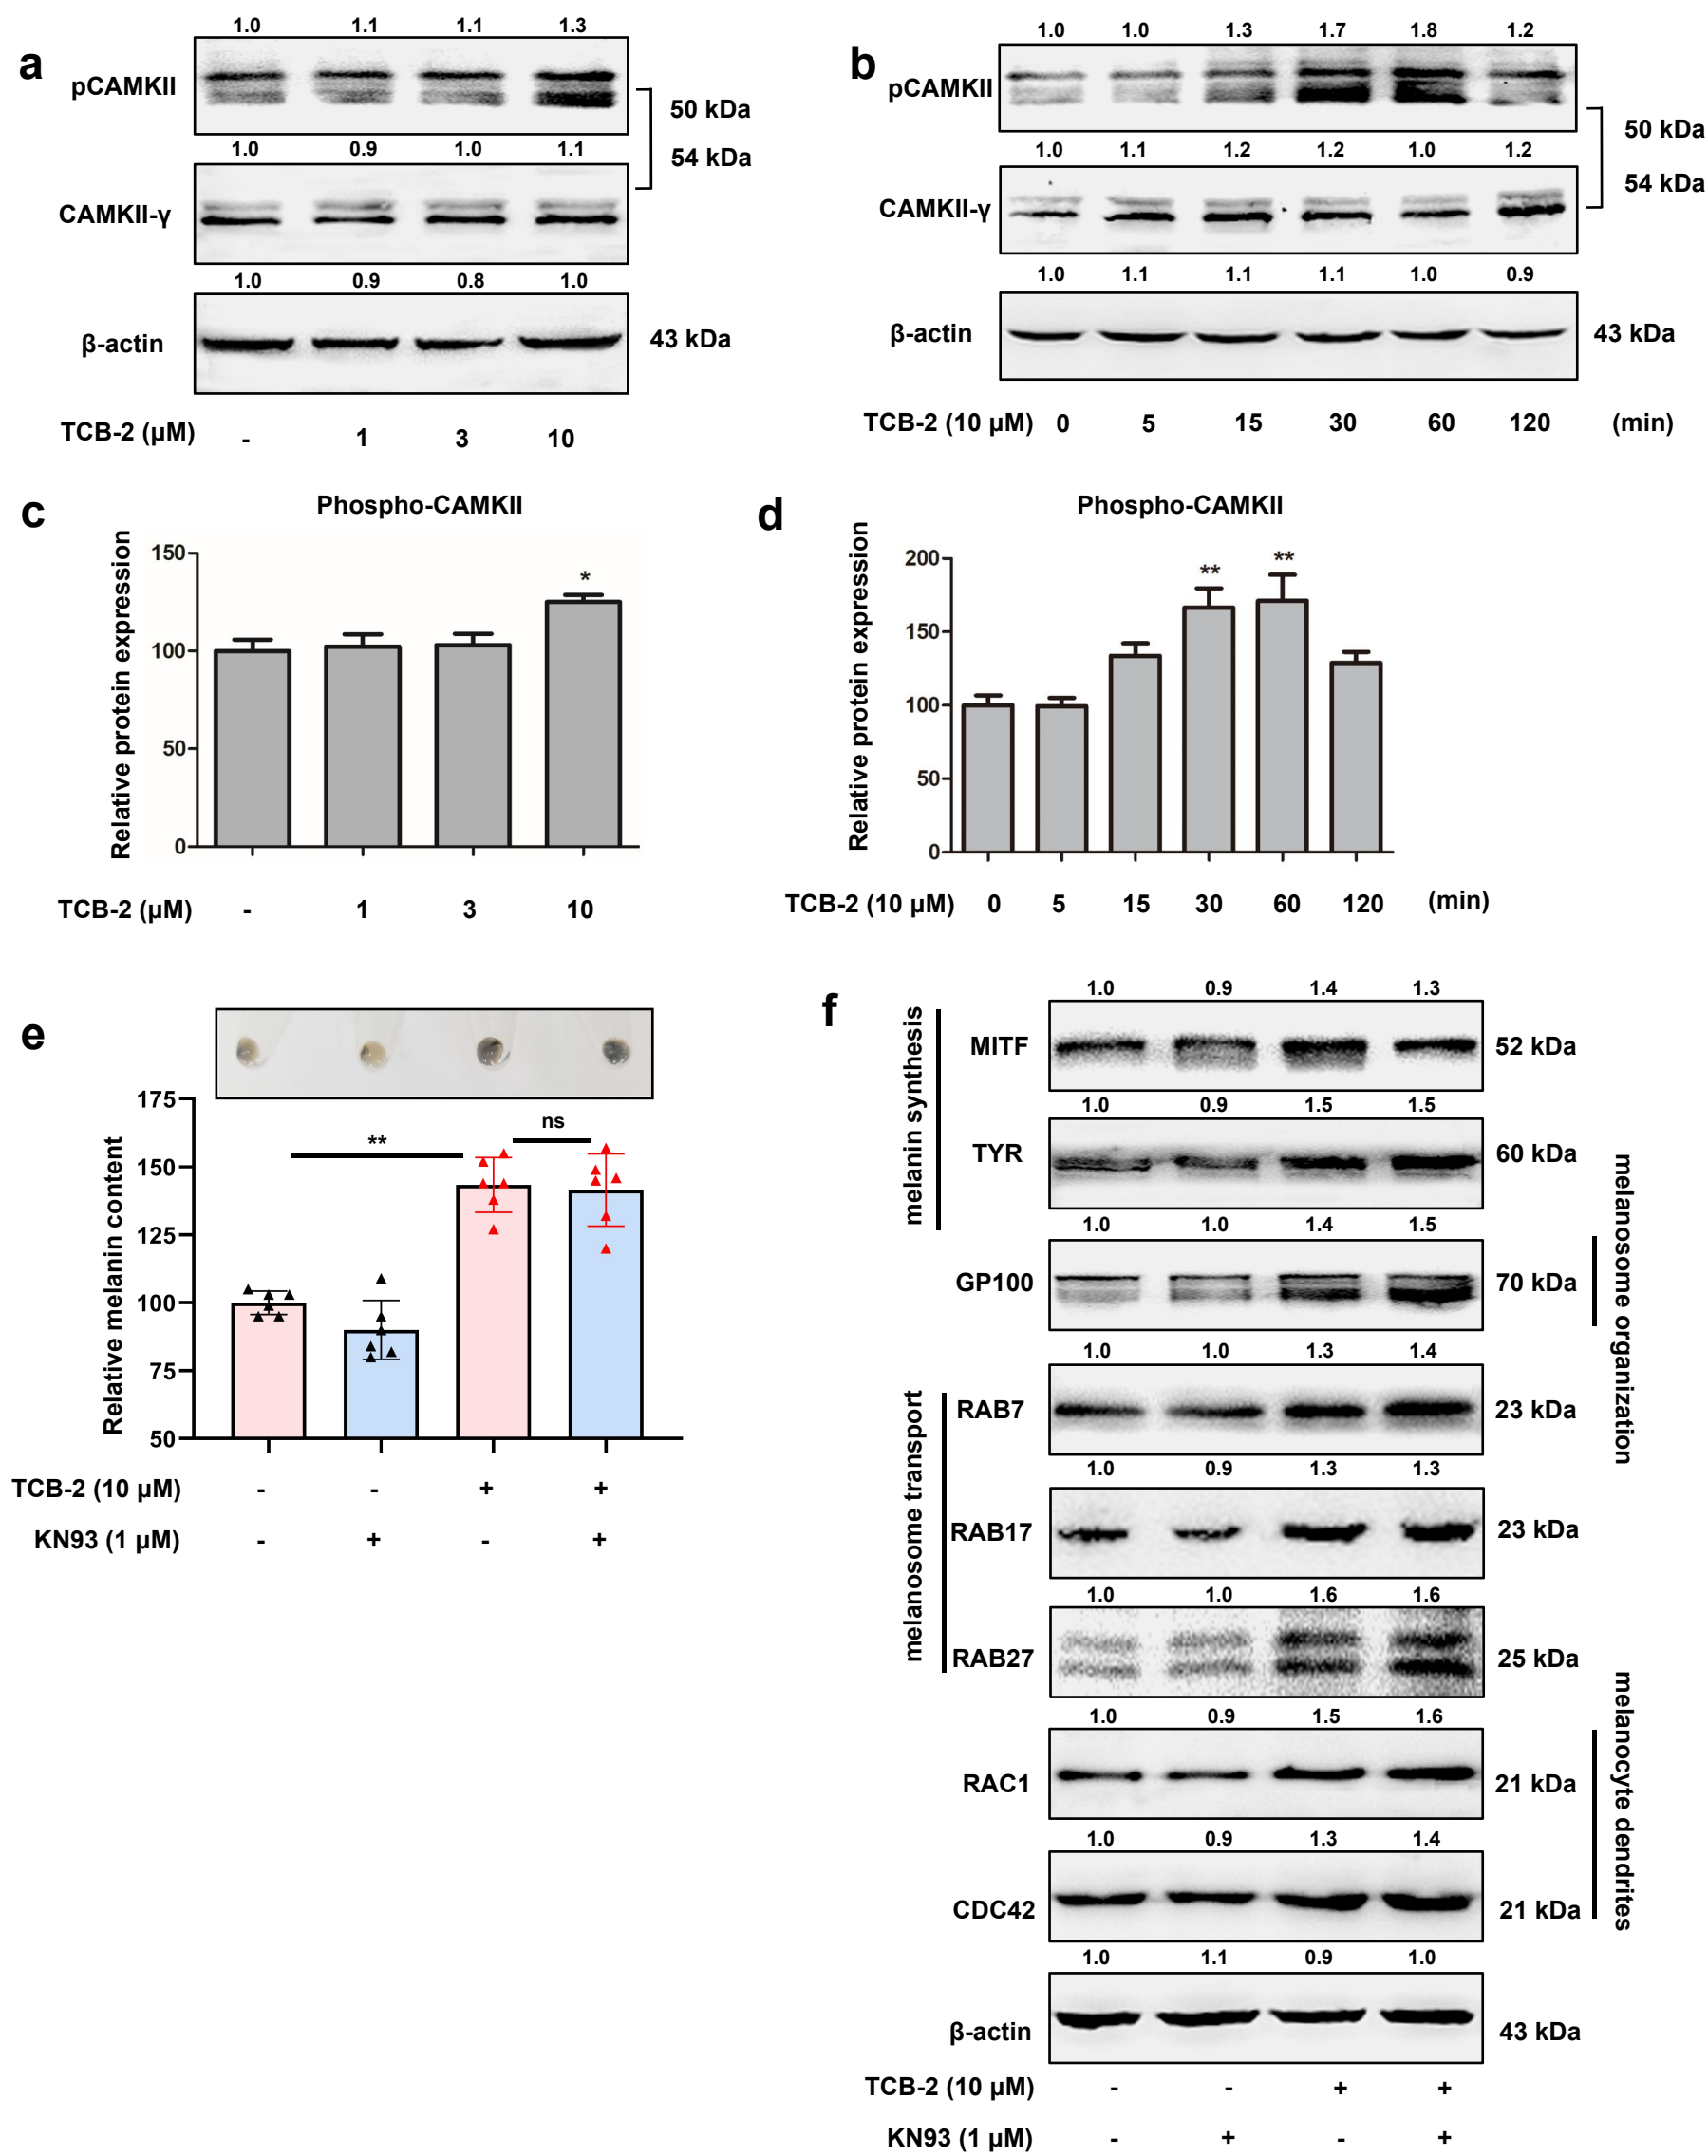 a
1.0 1.1 1.1 1.3
pCAMKII
50 kDa
1.0 0.9 1.0 1.1
54 kDa
CAMKII-γ
1.0 0.9 0.8 1.0
β-actin
43 kDa
TCB-2 (µM) - 1 3 10
b
1.0 1.0 1.3 1.7 1.8 1.2
pCAMKII
50 kDa
1.0 1.1 1.2 1.2 1.0 1.2
54 kDa
CAMKII-γ
1.0 1.1 1.1 1.1 1.0 0.9
β-actin
43 kDa
TCB-2 (10 µM) 0 5 15 30 60 120 (min)
c
Phospho-CAMKII
Relative protein expression
150
100
50
0
*
TCB-2 (µM) - 1 3 10
d
Phospho-CAMKII
Relative protein expression
200
150
100
50
0
** **
TCB-2 (10 µM) 0 5 15 30 60 120 (min)
e
Relative melanin content
175
150
125
100
75
50
** ns
TCB-2 (10 µM) - - + +
KN93 (1 µM) - + - +
f
melanin synthesis
1.0 0.9 1.4 1.3
MITF 52 kDa
1.0 0.9 1.5 1.5
TYR 60 kDa
melanosome organization
1.0 1.0 1.4 1.5
GP100 70 kDa
melanosome transport
1.0 1.0 1.3 1.4
RAB7 23 kDa
1.0 0.9 1.3 1.3
RAB17 23 kDa
1.0 1.0 1.6 1.6
RAB27 25 kDa
melanocyte dendrites
1.0 0.9 1.5 1.6
RAC1 21 kDa
1.0 0.9 1.3 1.4
CDC42 21 kDa
1.0 1.1 0.9 1.0
β-actin 43 kDa
TCB-2 (10 µM) - - + +
KN93 (1 µM) - + - +